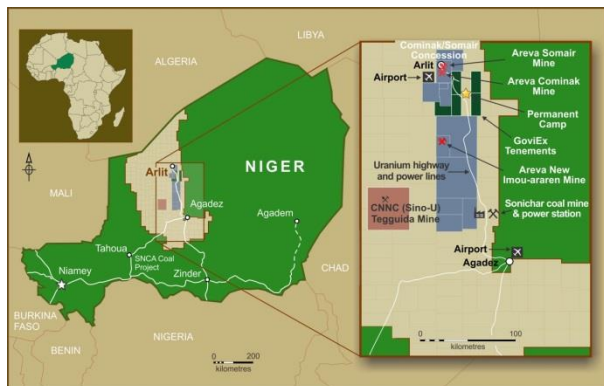 LIBYA
ALGERIA
NIGER
MALI
Arlit
Agadez
Agadem
Tahoua
SNCA Coal
Project
Zinder
Niamey
CHAD
BURKINA
FASO
BENIN
NIGERIA
0 200
kilometres
Cominak/Somair
Concession
Arlit
Airport
Areva Somair
Mine
Areva Cominak
Mine
Permanent
Camp
GoviEx
Tenements
Uranium highway
and power lines
Areva New
Imou-araren Mine
CNNC (Sino-U)
Tegguida Mine
Sonichar coal mine
& power station
Airport
Agadez
0 100
kilometres